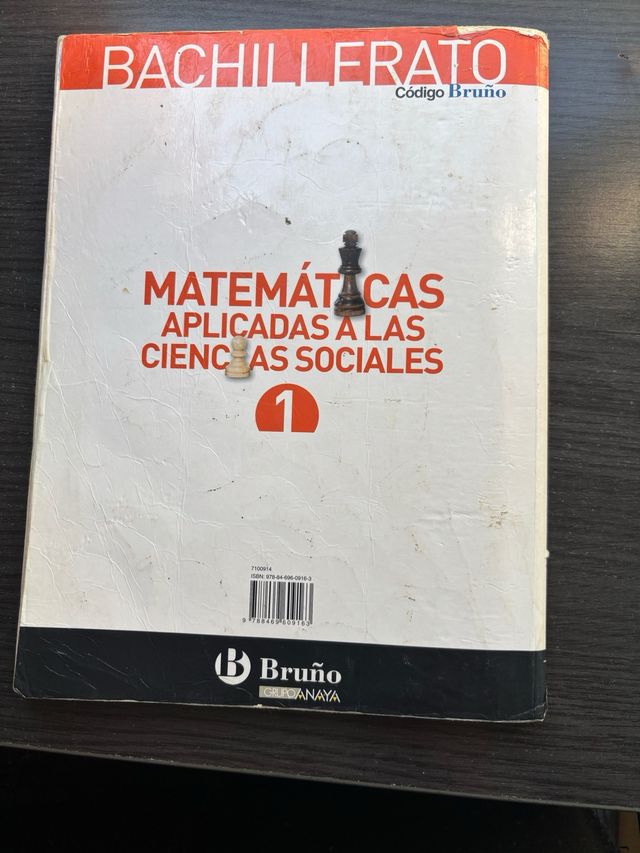 BACHILLERATO
Código Bruño
MATEMÁTICAS
APLICADAS A LAS
CIENCIAS SOCIALES
1
7100914
ISBN: 978-84-696-0916-3
9 788469 609163
B Bruño
GRUPO ANAYA